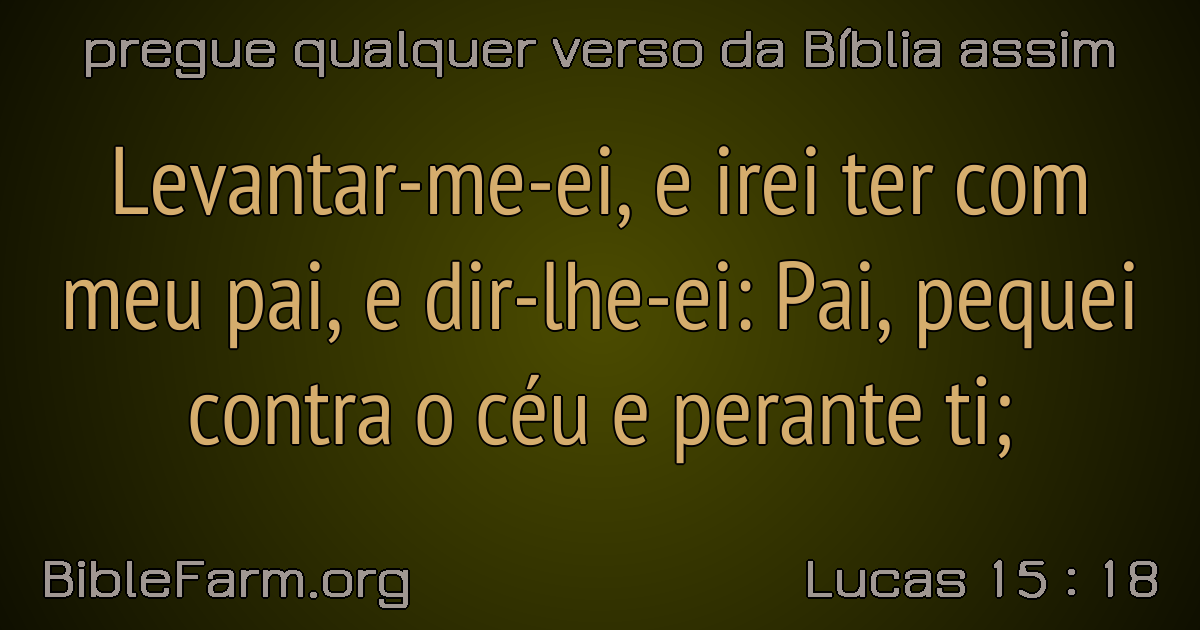 pregue qualquer verso da Bíblia assim
Levantar-me-ei, e irei ter com
meu pai, e dir-lhe-ei: Pai, pequei
contra o céu e perante ti;
BibleFarm.org
Lucas 15 : 18